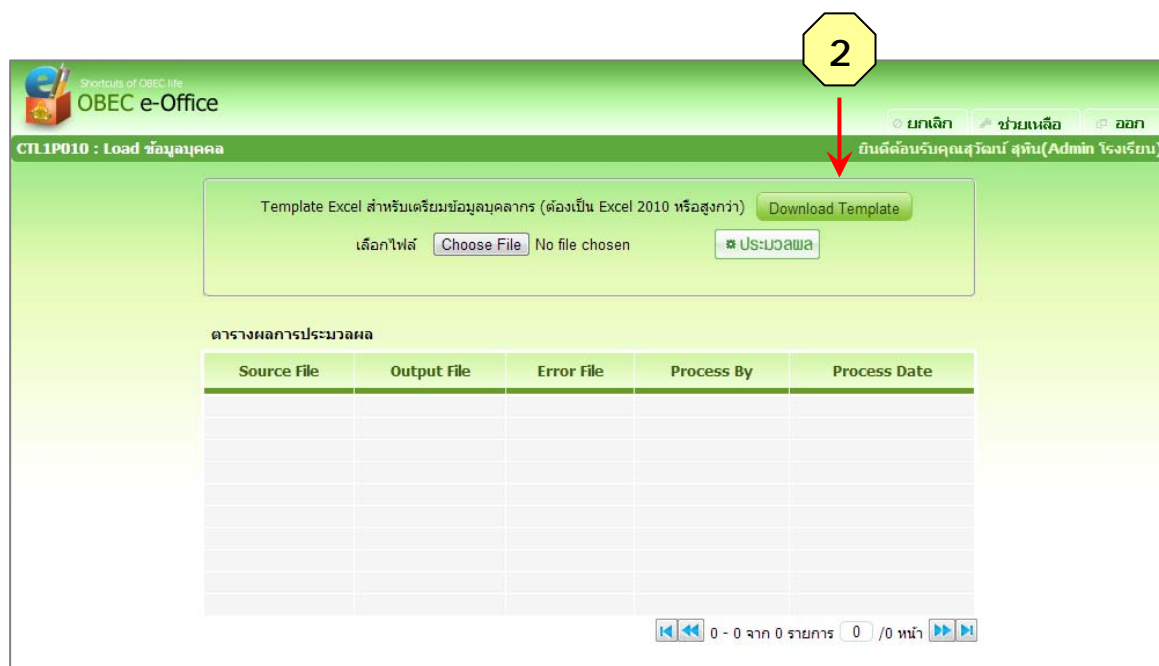 2
Shortcuts of OBEC life
OBEC e-Office
ยกเลิก ช่วยเหลือ ออก
CTL1P010 : Load ข้อมูลบุคคล ยินดีต้อนรับคุณสุวัฒน์ สุทิน(Admin โรงเรียน)
Template Excel สำหรับเตรียมข้อมูลบุคลากร (ต้องเป็น Excel 2010 หรือสูงกว่า) Download Template
เลือกไฟล์ Choose File No file chosen ประมวลผล
ตารางผลการประมวลผล
Source File Output File Error File Process By Process Date
0 - 0 จาก 0 รายการ 0 /0 หน้า